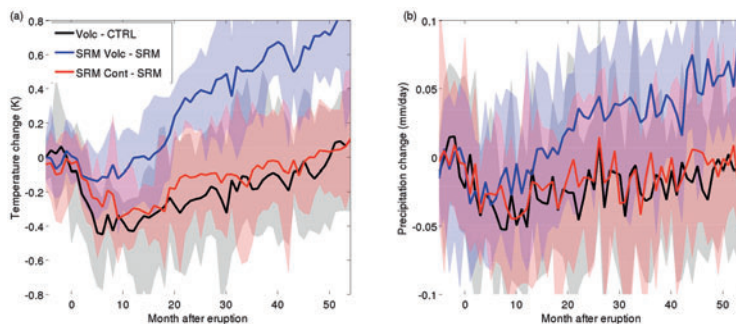 (a)
Volc - CTRL
SRM Volc - SRM
SRM Cont - SRM
Temperature change (K)
0.8
0.6
0.4
0.2
0
-0.2
-0.4
-0.6
-0.8
0 10 20 30 40 50
Month after eruption
(b)
Precipitation change (mm/day)
0.1
0.05
0
-0.05
-0.1
0 10 20 30 40 50
Month after eruption